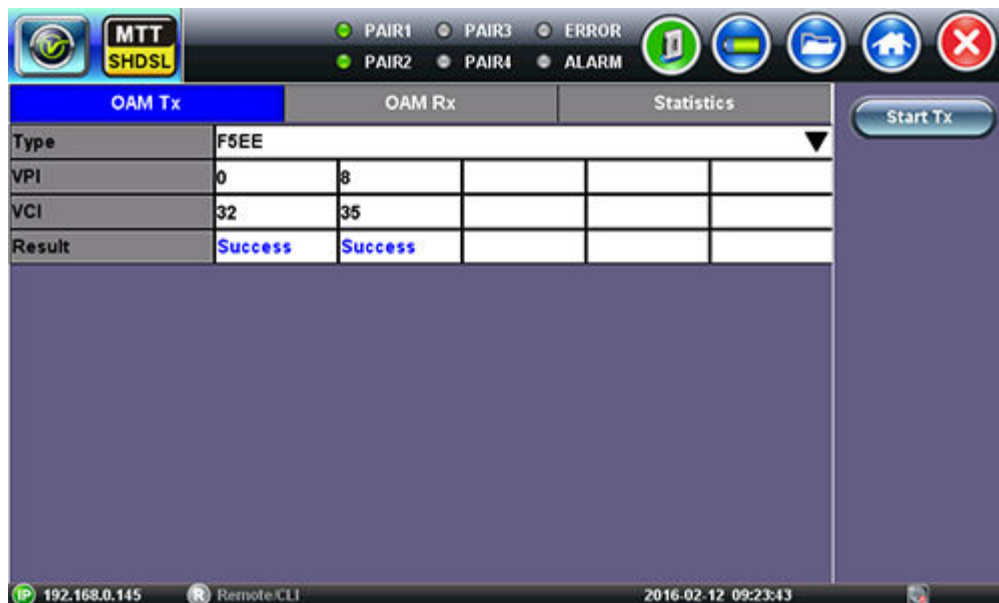 MTT
SHDSL
PAIR1 PAIR3 ERROR
PAIR2 PAIR4 ALARM
OAM Tx OAM Rx Statistics
Start Tx
Type F5EE
VPI 0 8
VCI 32 35
Result Success Success
IP 192.168.0.145 R Remote/CLI 2016-02-12 09:23:43